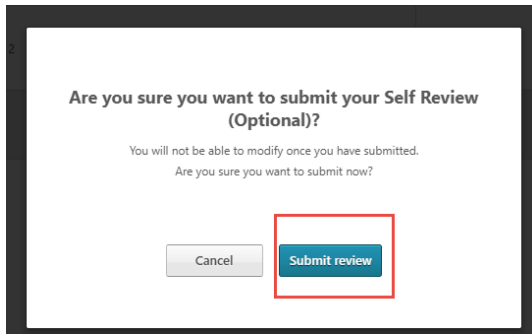 2
Are you sure you want to submit your Self Review
(Optional)?
You will not be able to modify once you have submitted.
Are you sure you want to submit now?
Cancel
Submit review